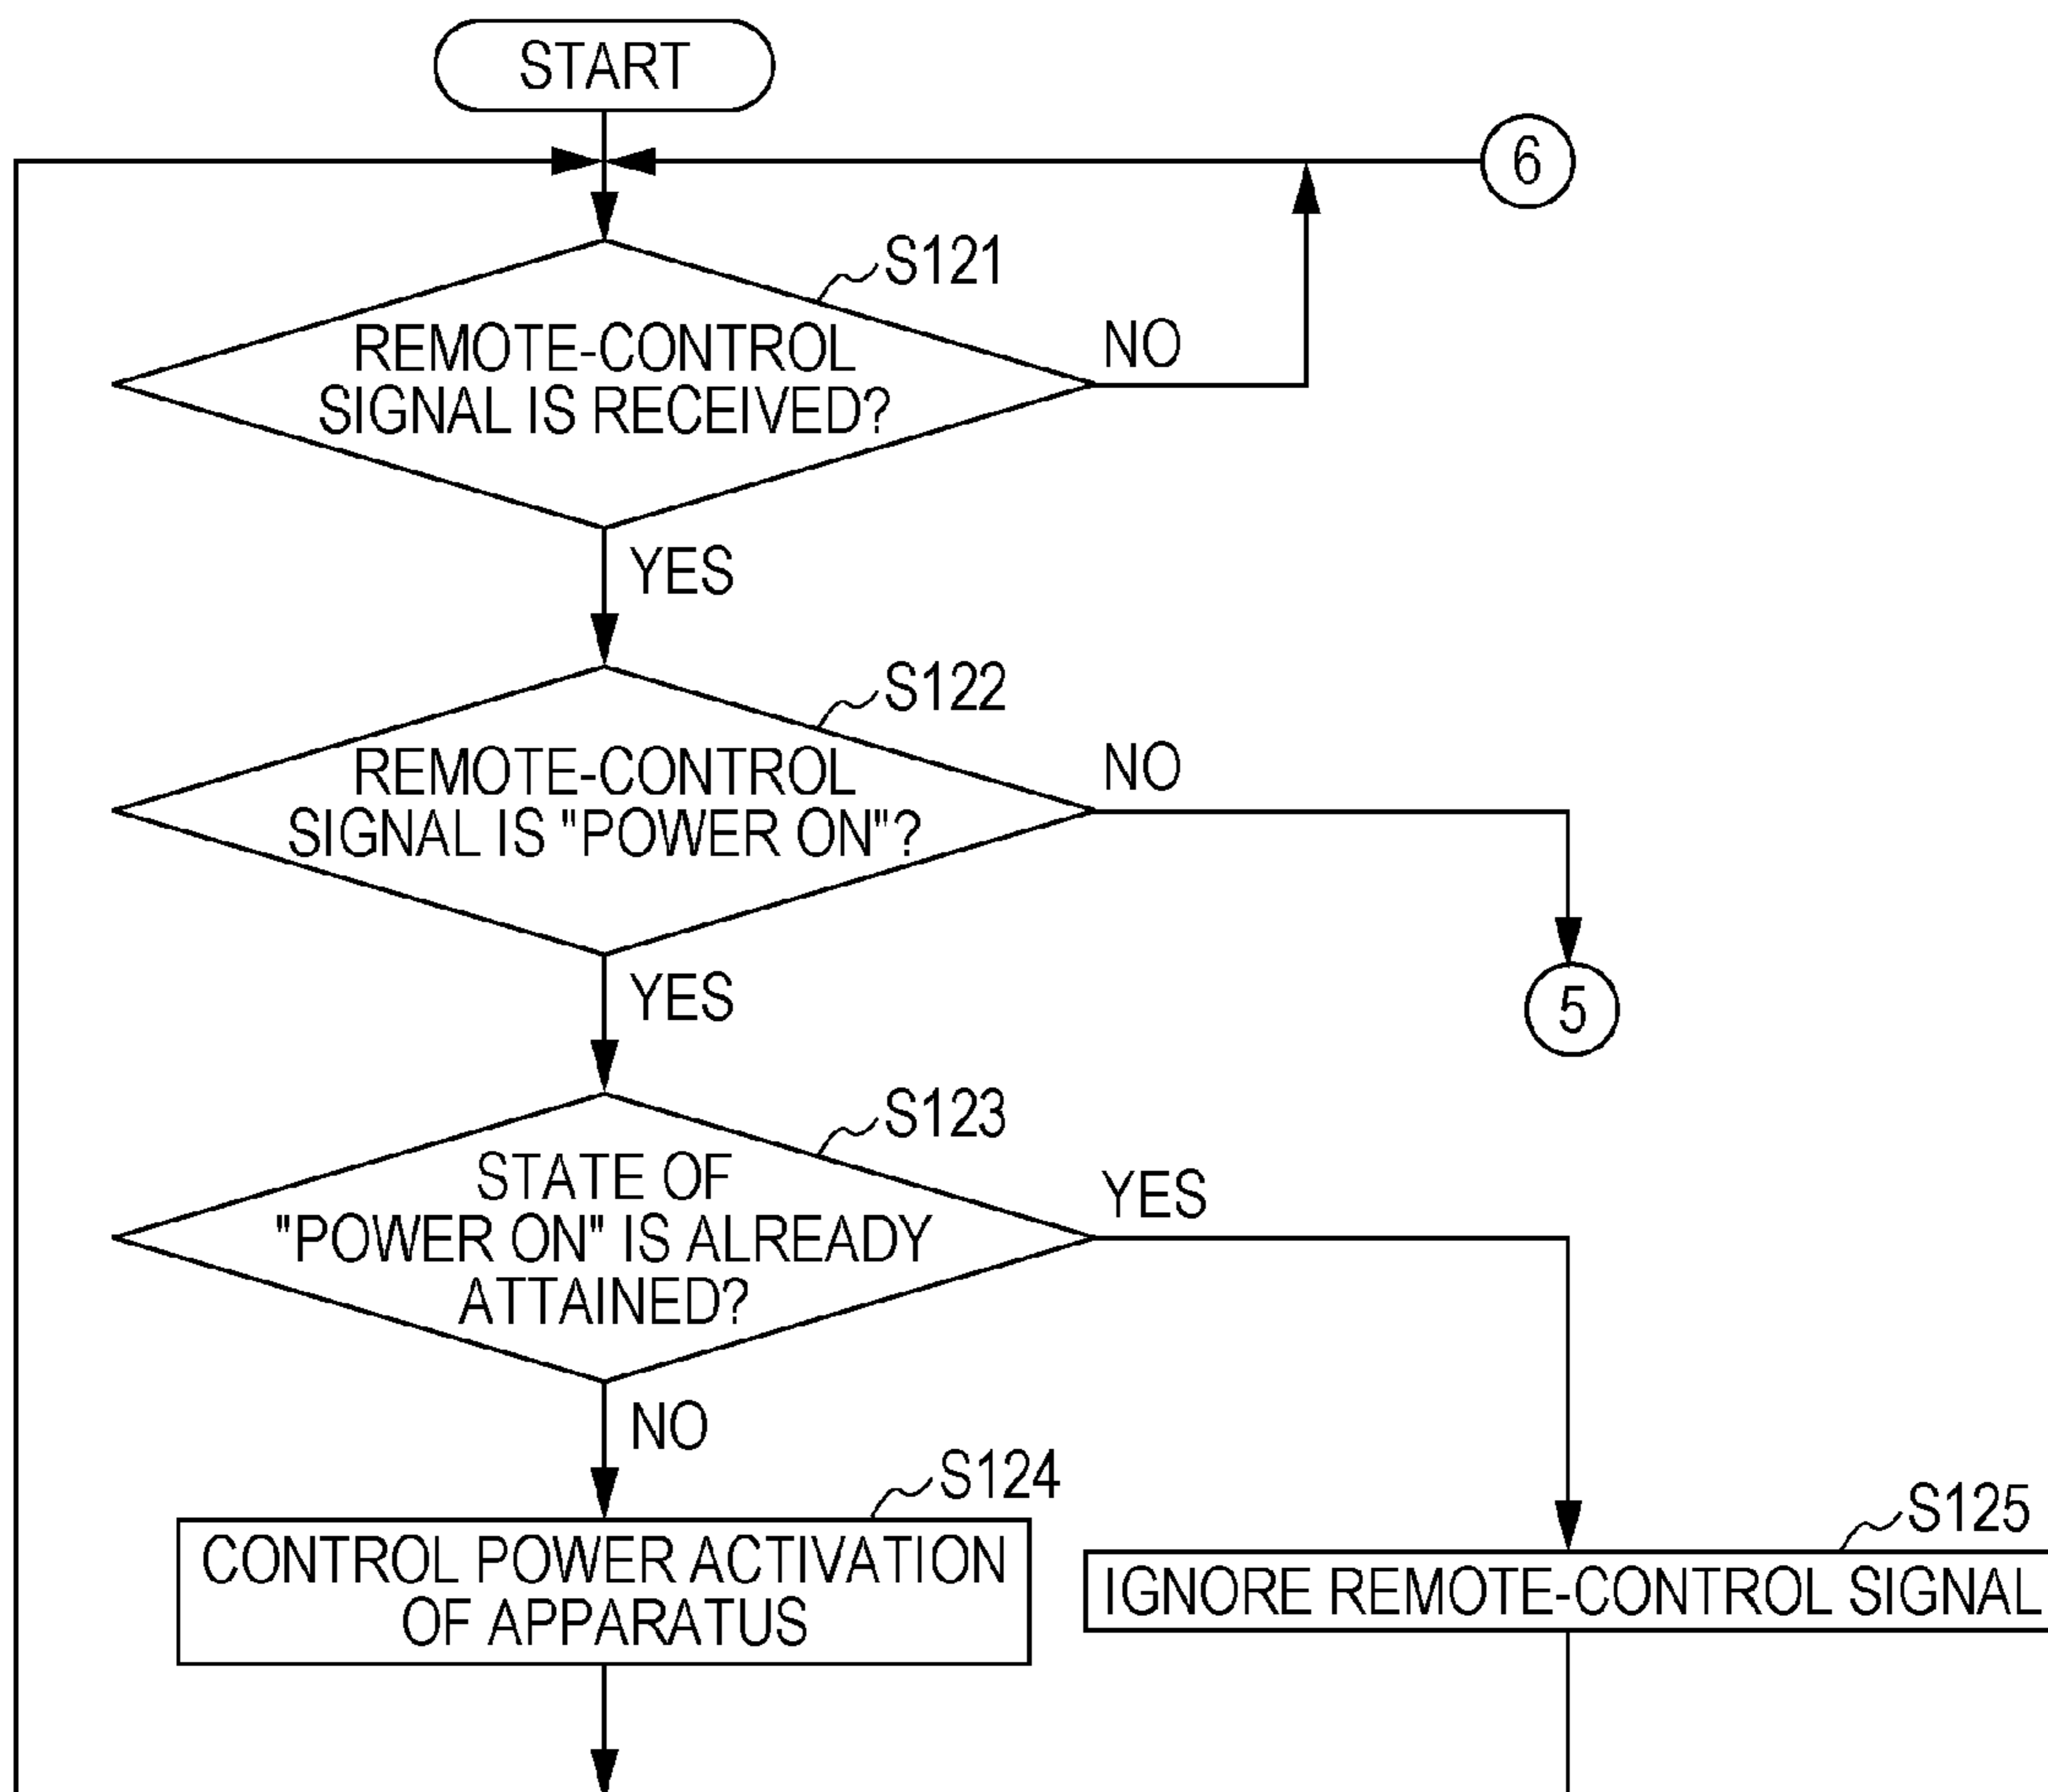 START
6
S121
REMOTE-CONTROL
SIGNAL IS RECEIVED?
NO
YES
S122
REMOTE-CONTROL
SIGNAL IS "POWER ON"?
NO
YES
5
S123
STATE OF
"POWER ON" IS ALREADY
ATTAINED?
YES
NO
S124
CONTROL POWER ACTIVATION
OF APPARATUS
S125
IGNORE REMOTE-CONTROL SIGNAL